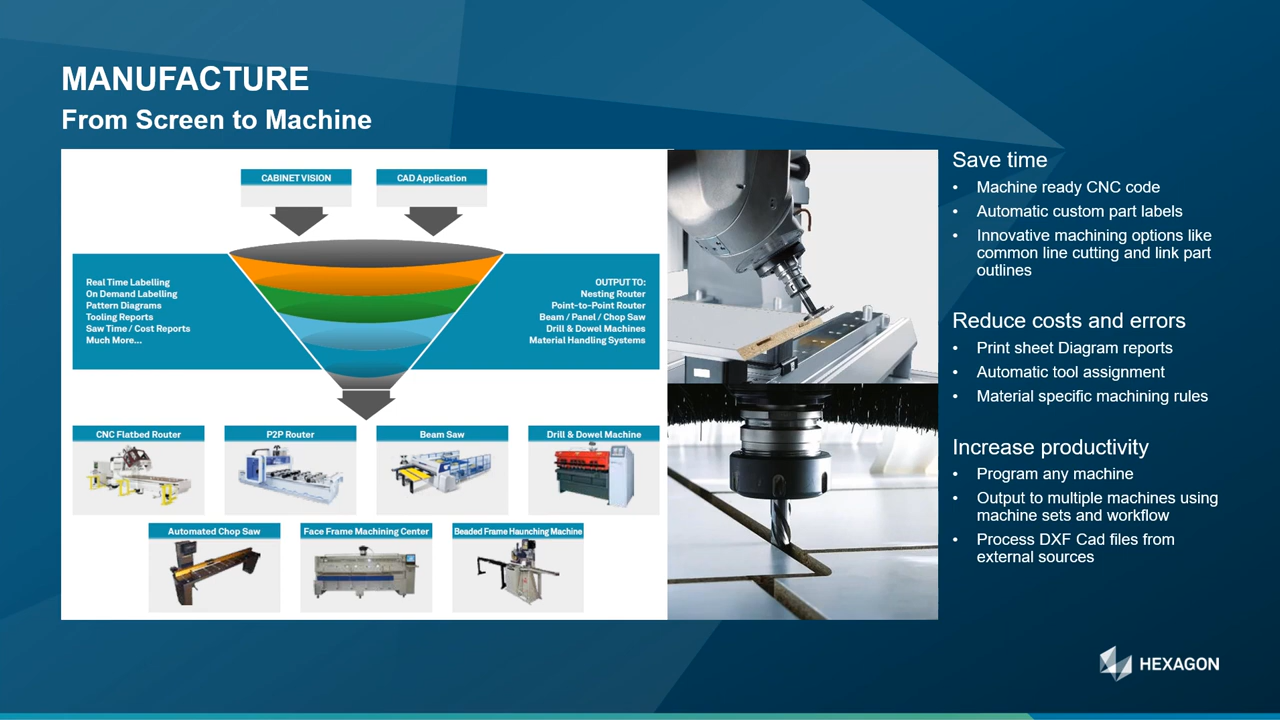 MANUFACTURE
From Screen to Machine
CABINET VISION
CAD Application
Real Time Labelling
On Demand Labelling
Pattern Diagrams
Tooling Reports
Saw Time / Cost Reports
Much More...
OUTPUT TO:
Nesting Router
Point-to-Point Router
Beam / Panel / Chop Saw
Drill & Dowel Machines
Material Handling Systems
CNC Flatbed Router
P2P Router
Beam Saw
Drill & Dowel Machine
Automated Chop Saw
Face Frame Machining Center
Beaded Frame Haunching Machine
Save time
• Machine ready CNC code
• Automatic custom part labels
• Innovative machining options like
common line cutting and link part
outlines
Reduce costs and errors
• Print sheet Diagram reports
• Automatic tool assignment
• Material specific machining rules
Increase productivity
• Program any machine
• Output to multiple machines using
machine sets and workflow
• Process DXF Cad files from
external sources
HEXAGON